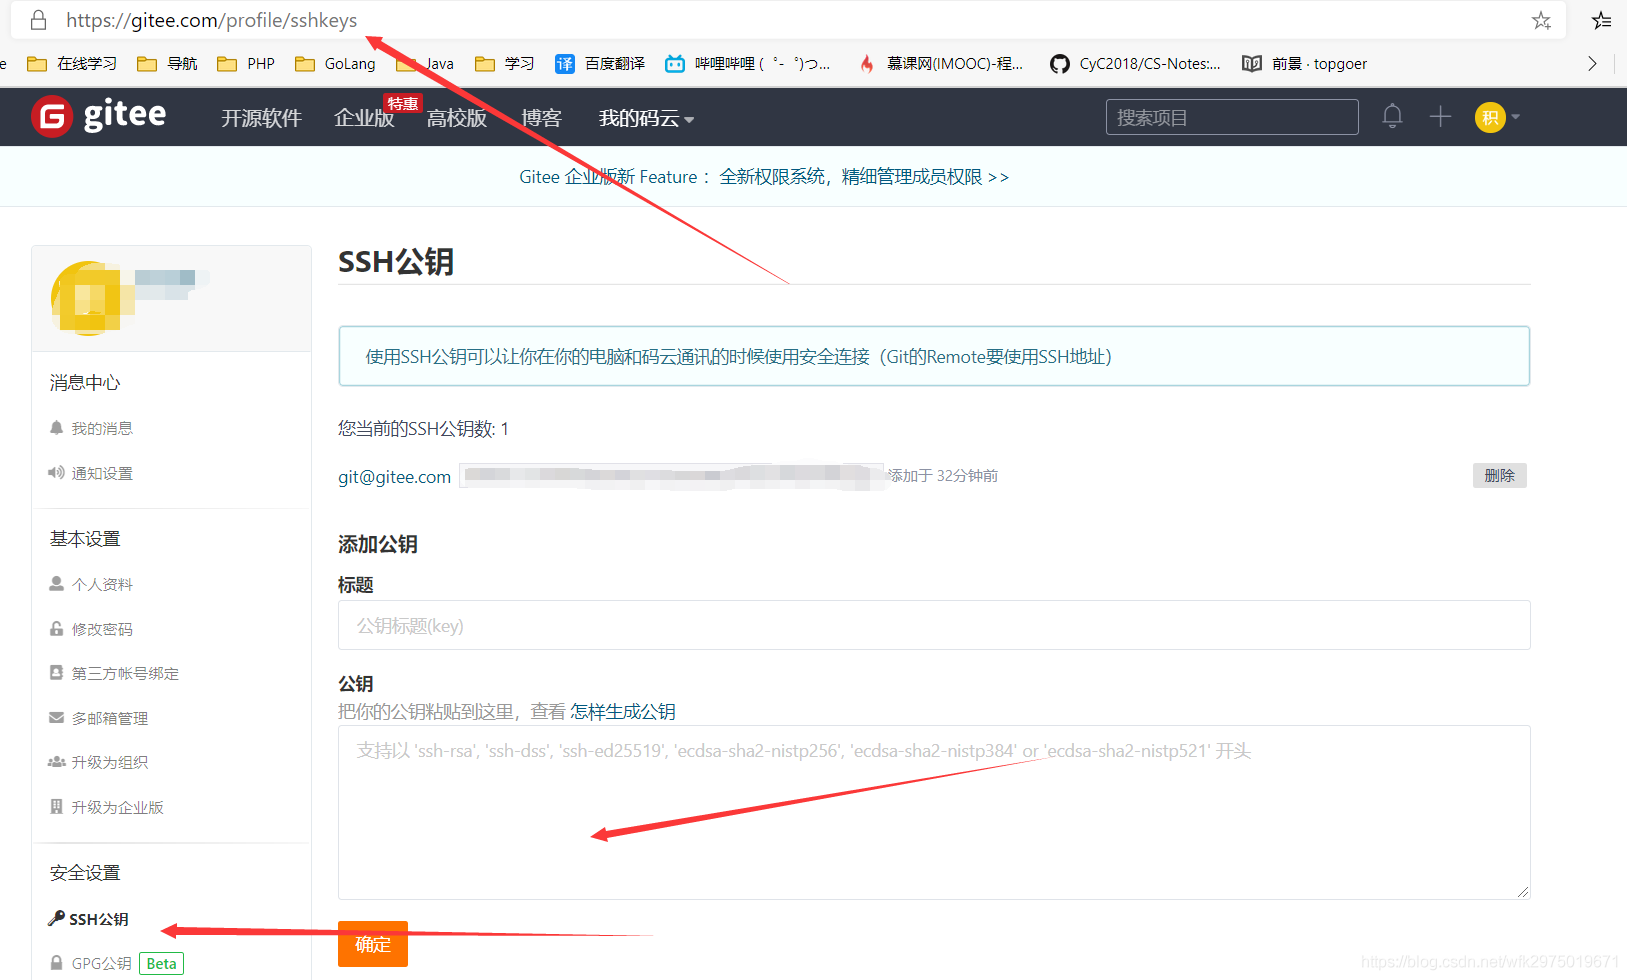 https://gitee.com/profile/sshkeys
e 在线学习 导航 PHP GoLang Java 学习 译 百度翻译 哔哩哔哩 ( ゜- ゜)つ... 慕课网(IMOOC)-程... CyC2018/CS-Notes:... 前景 · topgoer
G gitee 开源软件 企业版 特惠 高校版 博客 我的码云 搜索项目 积
Gitee 企业版新 Feature ：全新权限系统，精细管理成员权限 >>
SSH公钥
使用SSH公钥可以让你在你的电脑和码云通讯的时候使用安全连接（Git的Remote要使用SSH地址）
消息中心
我的消息
通知设置
基本设置
个人资料
修改密码
第三方帐号绑定
多邮箱管理
升级为组织
升级为企业版
安全设置
SSH公钥
GPG公钥 Beta
您当前的SSH公钥数: 1
git@gitee.com 添加于 32分钟前 删除
添加公钥
标题
公钥标题(key)
公钥
把你的公钥粘贴到这里，查看 怎样生成公钥
支持以 'ssh-rsa', 'ssh-dss', 'ssh-ed25519', 'ecdsa-sha2-nistp256', 'ecdsa-sha2-nistp384' or 'ecdsa-sha2-nistp521' 开头
确定
https://blog.csdn.net/wfk2975019671